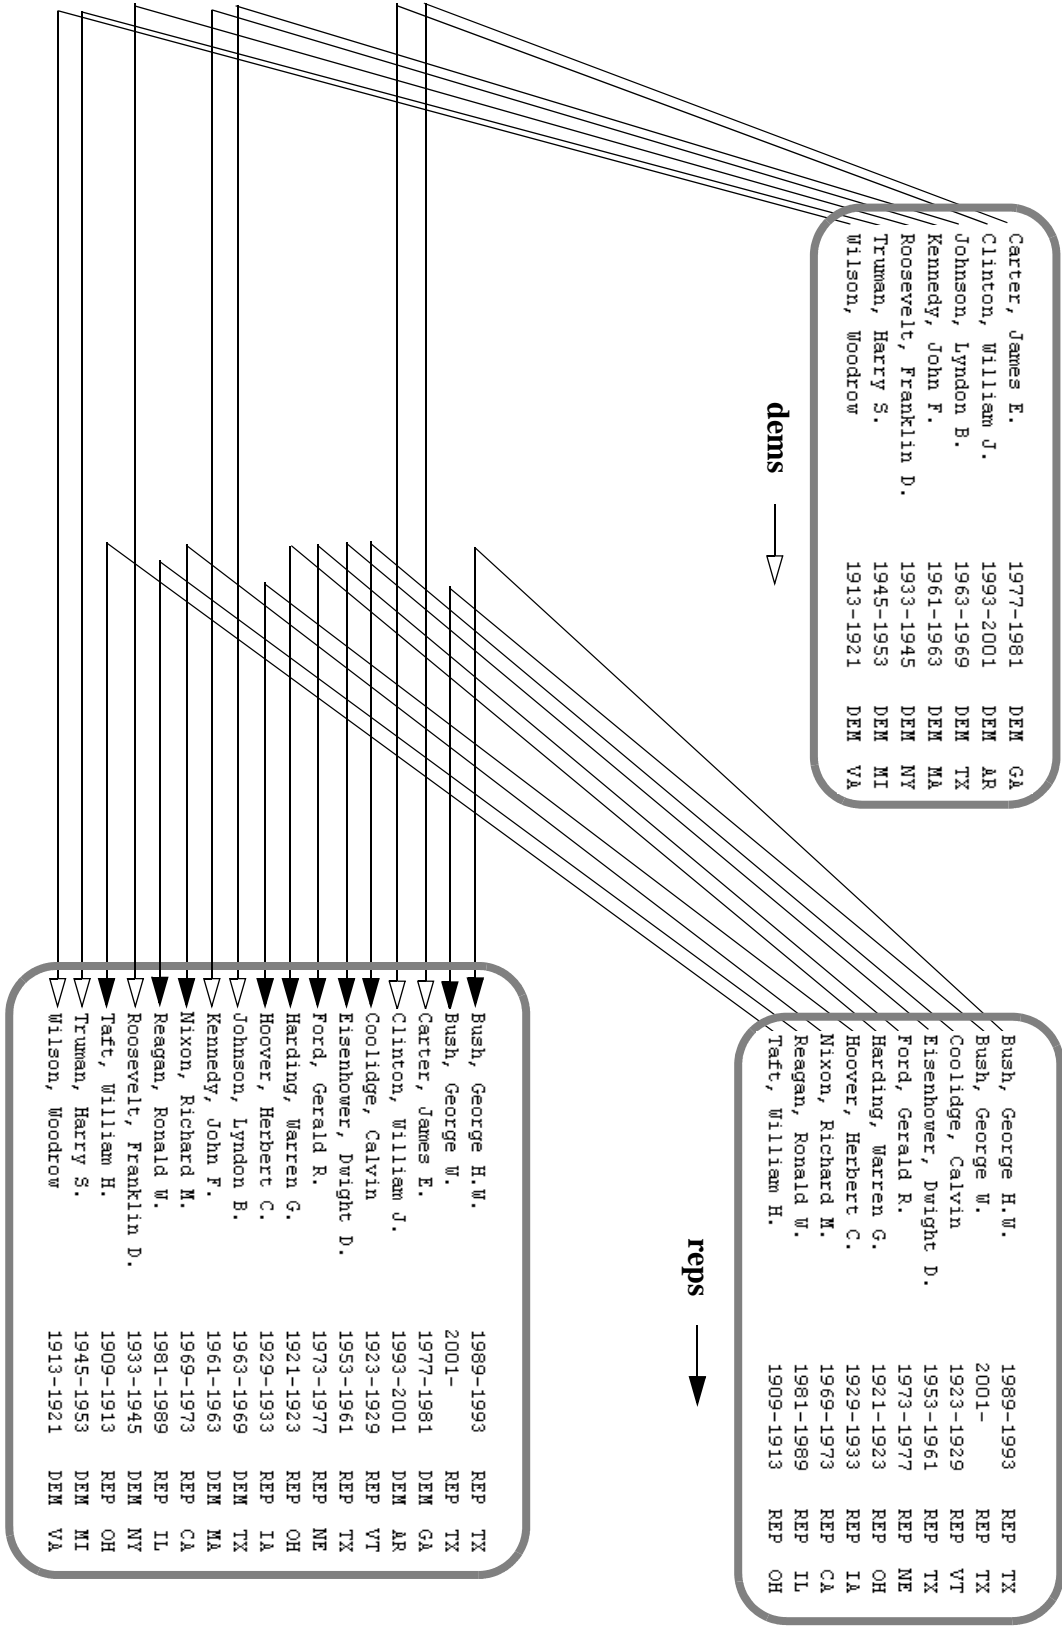 Carter, James E. 1977-1981 DEM GA
Clinton, William J. 1993-2001 DEM AR
Johnson, Lyndon B. 1963-1969 DEM TX
Kennedy, John F. 1961-1963 DEM MA
Roosevelt, Franklin D. 1933-1945 DEM NY
Truman, Harry S. 1945-1953 DEM MI
Wilson, Woodrow 1913-1921 DEM VA
dems
Bush, George H.W. 1989-1993 REP TX
Bush, George W. 2001- REP TX
Coolidge, Calvin 1923-1929 REP VT
Eisenhower, Dwight D. 1953-1961 REP TX
Ford, Gerald R. 1973-1977 REP NE
Harding, Warren G. 1921-1923 REP OH
Hoover, Herbert C. 1929-1933 REP IA
Nixon, Richard M. 1969-1973 REP CA
Reagan, Ronald W. 1981-1989 REP IL
Taft, William H. 1909-1913 REP OH
reps
Bush, George H.W. 1989-1993 REP TX
Bush, George W. 2001- REP TX
Carter, James E. 1977-1981 DEM GA
Clinton, William J. 1993-2001 DEM AR
Coolidge, Calvin 1923-1929 REP VT
Eisenhower, Dwight D. 1953-1961 REP TX
Ford, Gerald R. 1973-1977 REP NE
Harding, Warren G. 1921-1923 REP OH
Hoover, Herbert C. 1929-1933 REP IA
Johnson, Lyndon B. 1963-1969 DEM TX
Kennedy, John F. 1961-1963 DEM MA
Nixon, Richard M. 1969-1973 REP CA
Reagan, Ronald W. 1981-1989 REP IL
Roosevelt, Franklin D. 1933-1945 DEM NY
Taft, William H. 1909-1913 REP OH
Truman, Harry S. 1945-1953 DEM MI
Wilson, Woodrow 1913-1921 DEM VA